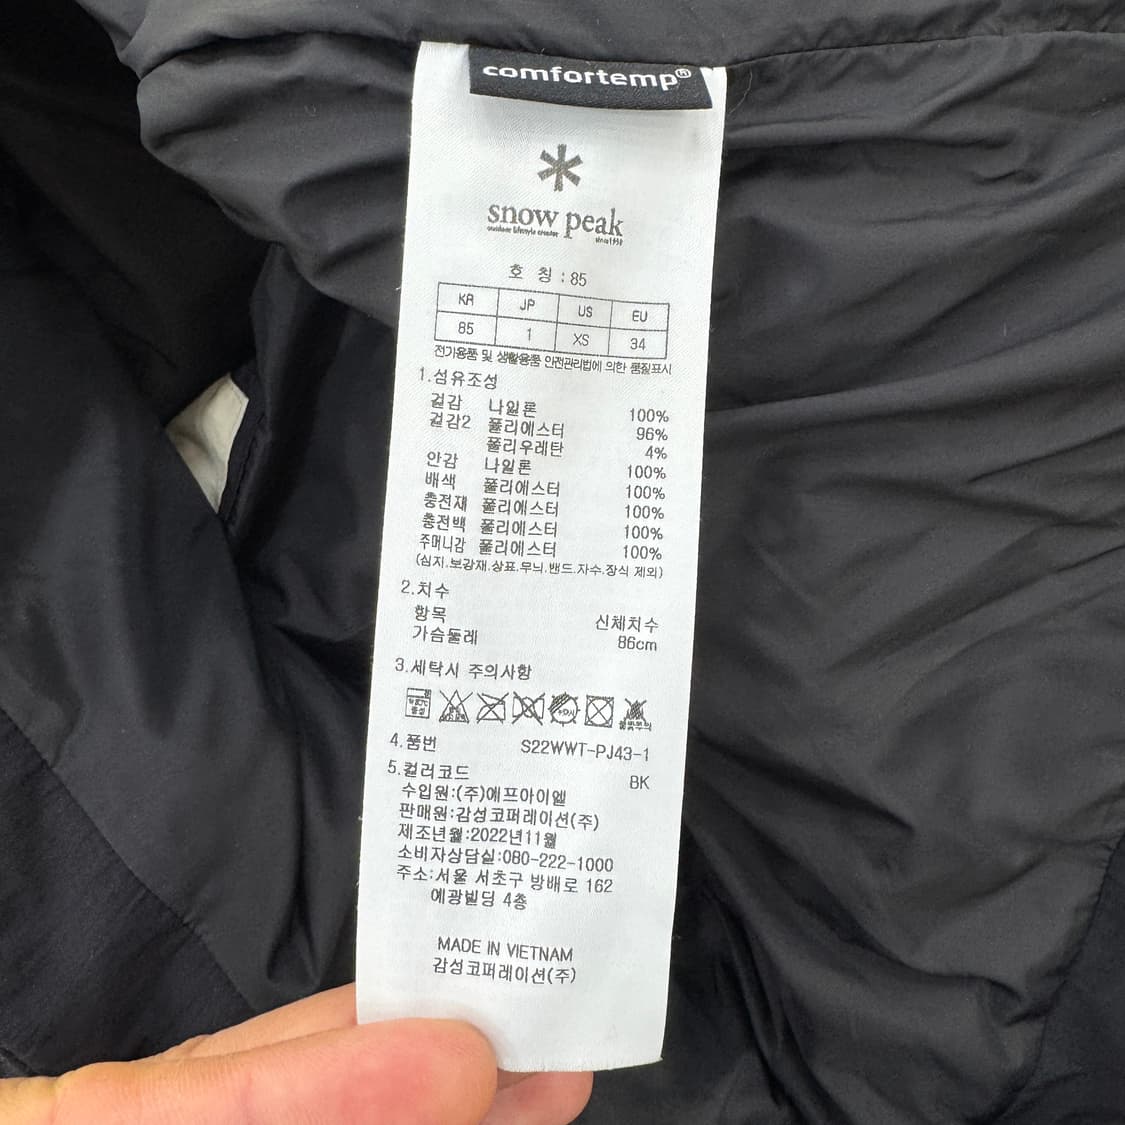 comfortemp®
snow peak
outdoor lifestyle creator
since1958
호 칭 : 85
KR JP US EU
85 1 XS 34
전기용품 및 생활용품 안전관리법에 의한 품질표시
1.섬유조성
겉감 나일론 100%
겉감2 폴리에스터 96%
폴리우레탄 4%
안감 나일론 100%
배색 폴리에스터 100%
충전재 폴리에스터 100%
충전백 폴리에스터 100%
주머니감 폴리에스터 100%
(심지.보강재.상표.무늬.밴드.자수.장식 제외)
2.치수
항목 신체치수
가슴둘레 86cm
3.세탁시 주의사항
4.품번 S22WWT-PJ43-1
5.컬러코드 BK
수입원:(주)에프아이엘
판매원:감성코퍼레이션(주)
제조년월:2022년11월
소비자상담실:080-222-1000
주소:서울 서초구 방배로 162
예광빌딩 4층
MADE IN VIETNAM
감성코퍼레이션(주)